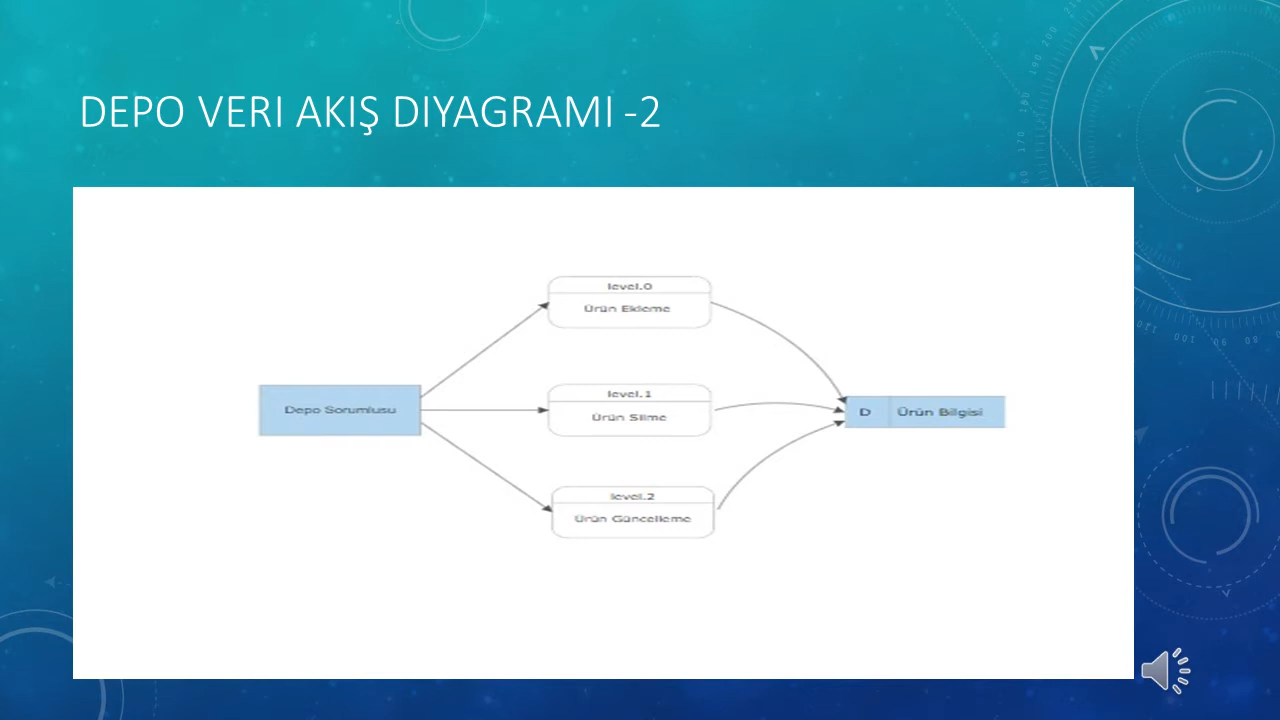 DEPO VERI AKIŞ DIYAGRAMI -2
level.0
Ürün Ekleme
level.1
Depo Sorumlusu
Ürün Silme
D Ürün Bilgisi
level.2
Ürün Güncelleme